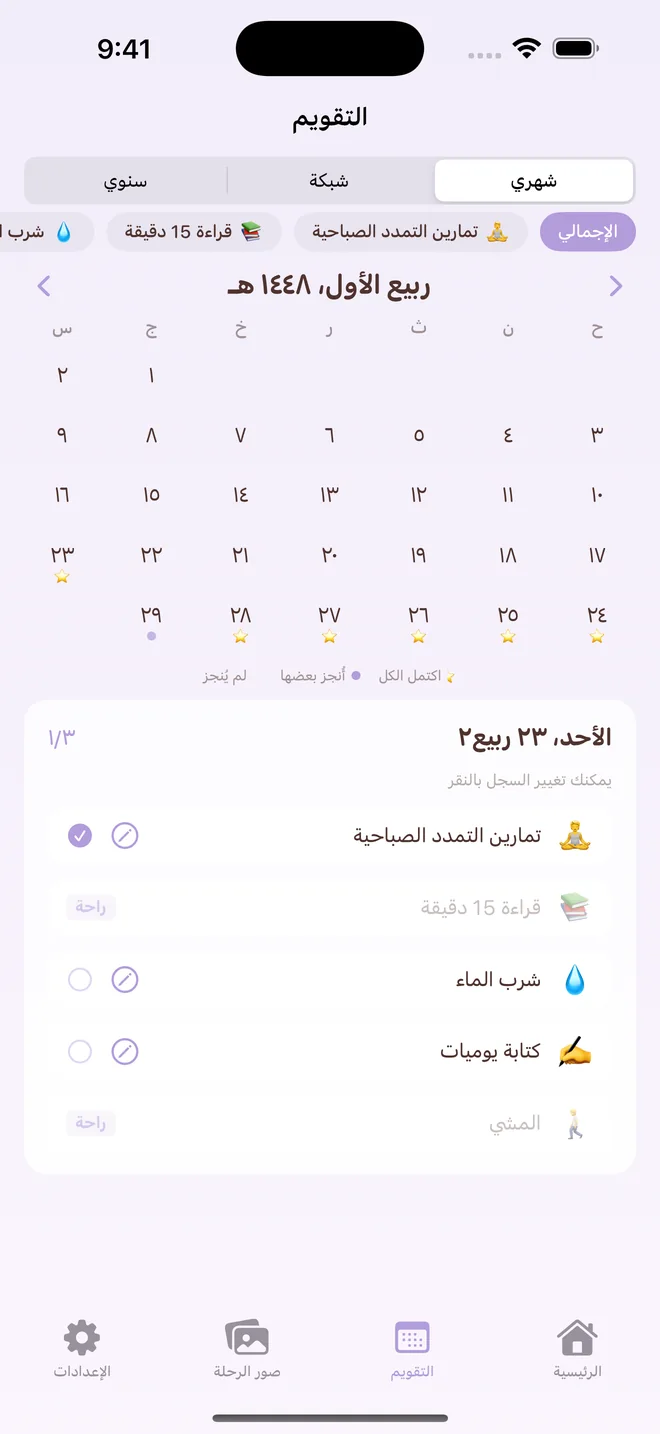 9:41
التقويم
شهري شبكة سنوي
الإجمالي تمارين التمدد الصباحية قراءة 15 دقيقة شرب ا
ربيع الأول، ١٤٤٨ هـ
ح ن ث ر خ ج س
١ ٢
٣ ٤ ٥ ٦ ٧ ٨ ٩
١٠ ١١ ١٢ ١٣ ١٤ ١٥ ١٦
١٧ ١٨ ١٩ ٢٠ ٢١ ٢٢ ٢٣
٢٤ ٢٥ ٢٦ ٢٧ ٢٨ ٢٩
اكتمل الكل أُنجز بعضها لم يُنجز
الأحد، ٢٣ ربيع٢ ١/٣
يمكنك تغيير السجل بالنقر
تمارين التمدد الصباحية
قراءة 15 دقيقة راحة
شرب الماء
كتابة يوميات
المشي راحة
الرئيسية التقويم صور الرحلة الإعدادات